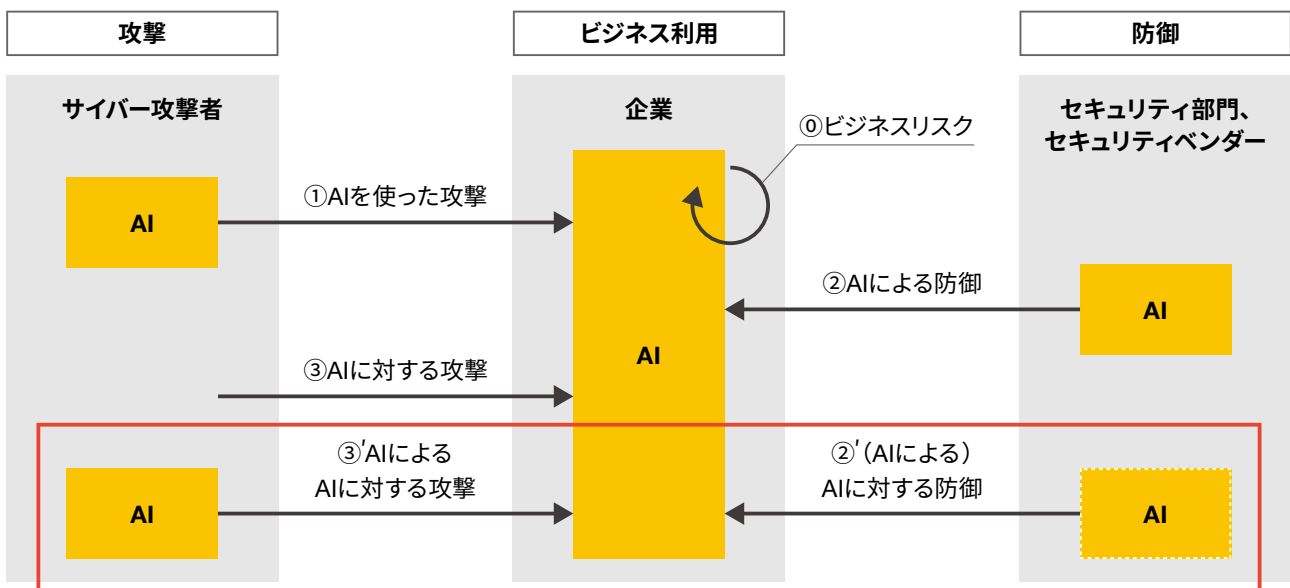 攻撃
ビジネス利用
防御
サイバー攻撃者
企業
セキュリティ部門、
セキュリティベンダー
⓪ビジネスリスク
AI
①AIを使った攻撃
②AIによる防御
AI
AI
③AIに対する攻撃
③'AIによる
AIに対する攻撃
②'（AIによる）
AIに対する防御
AI
AI